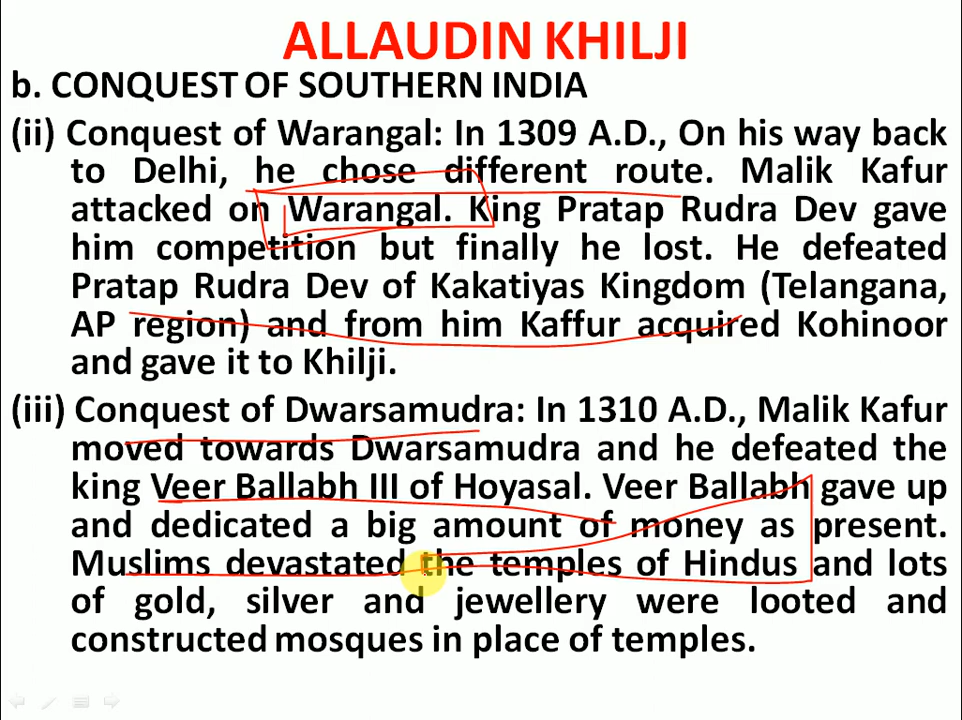 ALLAUDIN KHILJI
b. CONQUEST OF SOUTHERN INDIA
(ii) Conquest of Warangal: In 1309 A.D., On his way back
to Delhi, he chose different route. Malik Kafur
attacked on Warangal. King Pratap Rudra Dev gave
him competition but finally he lost. He defeated
Pratap Rudra Dev of Kakatiyas Kingdom (Telangana,
AP region) and from him Kaffur acquired Kohinoor
and gave it to Khilji.
(iii) Conquest of Dwarsamudra: In 1310 A.D., Malik Kafur
moved towards Dwarsamudra and he defeated the
king Veer Ballabh III of Hoyasal. Veer Ballabh gave up
and dedicated a big amount of money as present.
Muslims devastated the temples of Hindus and lots
of gold, silver and jewellery were looted and
constructed mosques in place of temples.